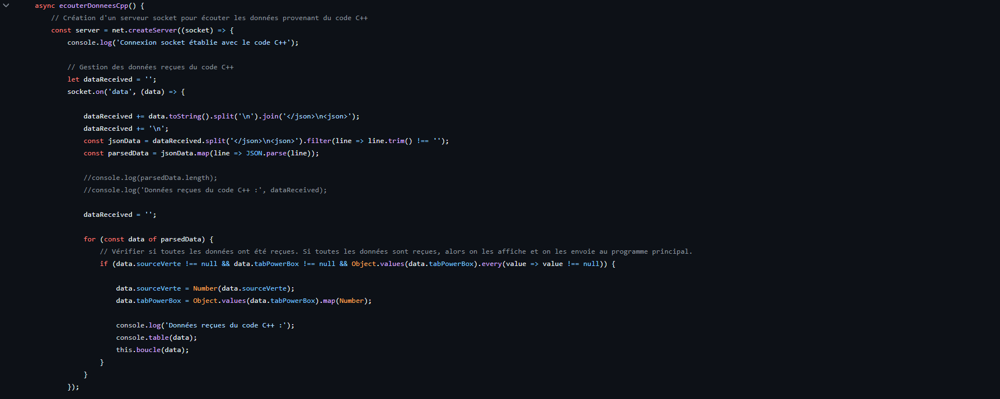 async ecouterDonneesCpp() {
// Création d'un serveur socket pour écouter les données provenant du code C++
const server = net.createServer((socket) => {
console.log('Connexion socket établie avec le code C++');
// Gestion des données reçues du code C++
let dataReceived = '';
socket.on('data', (data) => {
dataReceived += data.toString().split('\n').join('</json>\n<json>');
dataReceived += '\n';
const jsonData = dataReceived.split('</json>\n<json>').filter(line => line.trim() !== '');
const parsedData = jsonData.map(line => JSON.parse(line));
//console.log(parsedData.length);
//console.log('Données reçues du code C++ :', dataReceived);
dataReceived = '';
for (const data of parsedData) {
// Vérifier si toutes les données ont été reçues. Si toutes les données sont reçues, alors on les affiche et on les envoie au programme principal.
if (data.sourceVerte !== null && data.tabPowerBox !== null && Object.values(data.tabPowerBox).every(value => value !== null)) {
data.sourceVerte = Number(data.sourceVerte);
data.tabPowerBox = Object.values(data.tabPowerBox).map(Number);
console.log('Données reçues du code C++ :');
console.table(data);
this.boucle(data);
}
}
});